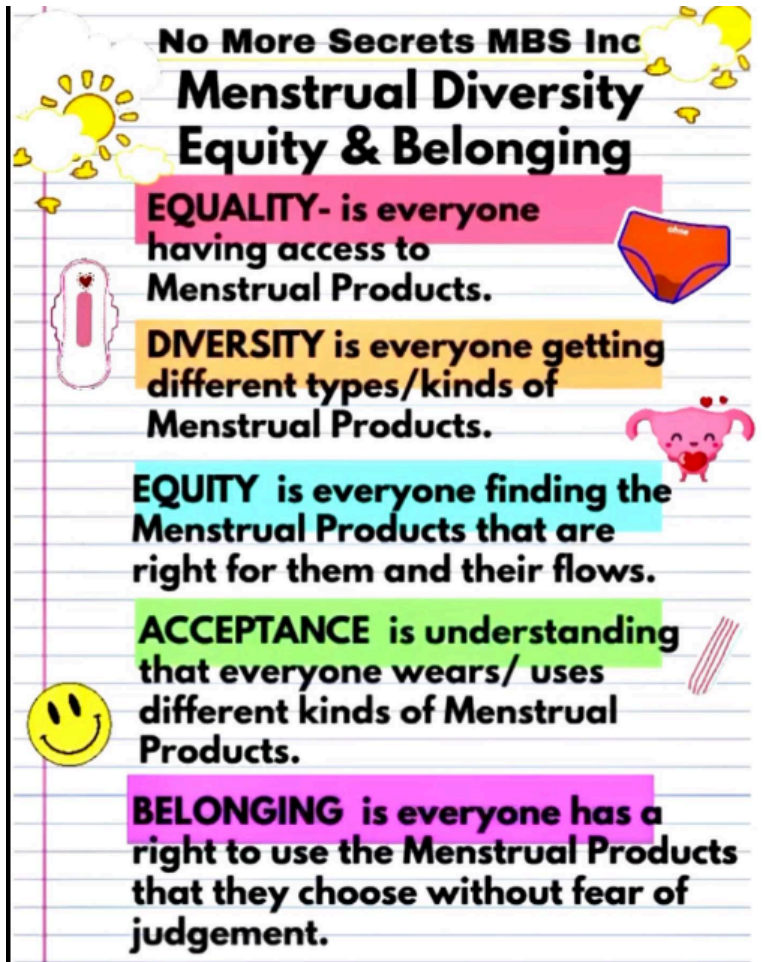 No More Secrets MBS Inc
Menstrual Diversity
Equity & Belonging
EQUALITY- is everyone
having access to
Menstrual Products.
ohne
DIVERSITY is everyone getting
different types/kinds of
Menstrual Products.
EQUITY is everyone finding the
Menstrual Products that are
right for them and their flows.
ACCEPTANCE is understanding
that everyone wears/ uses
different kinds of Menstrual
Products.
BELONGING is everyone has a
right to use the Menstrual Products
that they choose without fear of
judgement.